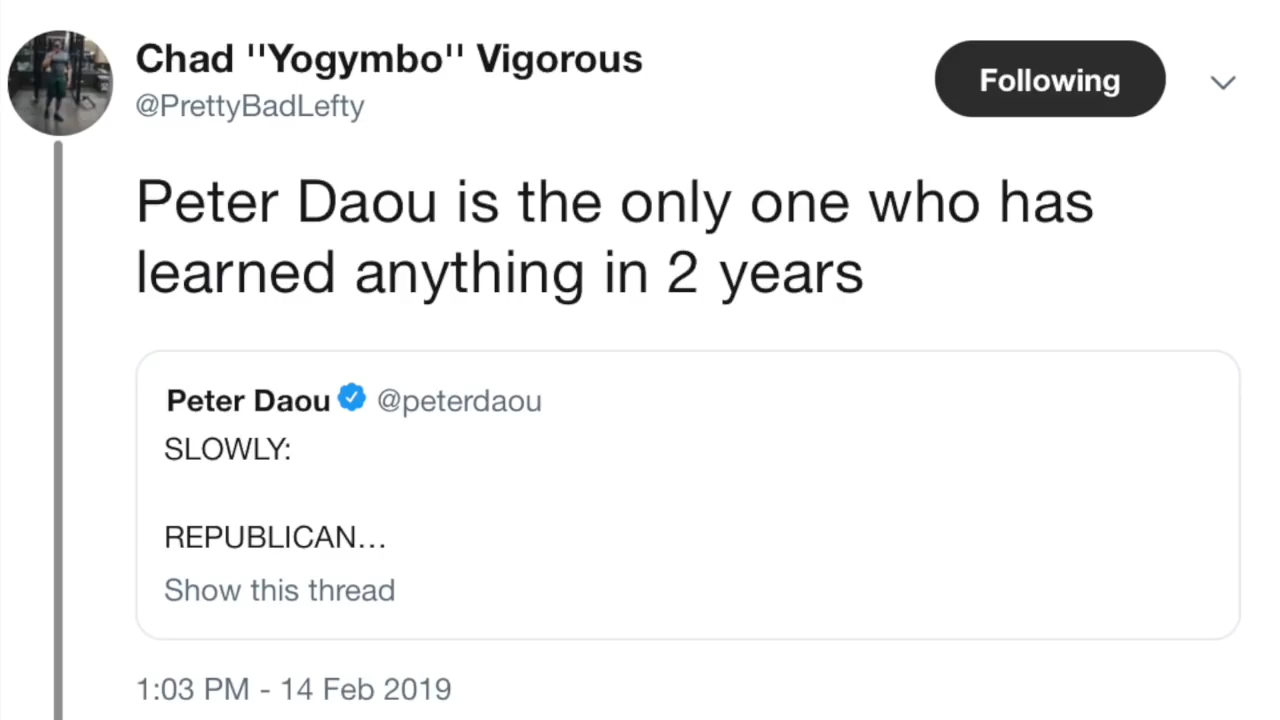 Chad "Yogymbo" Vigorous
@PrettyBadLefty
Following
Peter Daou is the only one who has
learned anything in 2 years
Peter Daou @peterdaou
SLOWLY:
REPUBLICAN...
Show this thread
1:03 PM - 14 Feb 2019